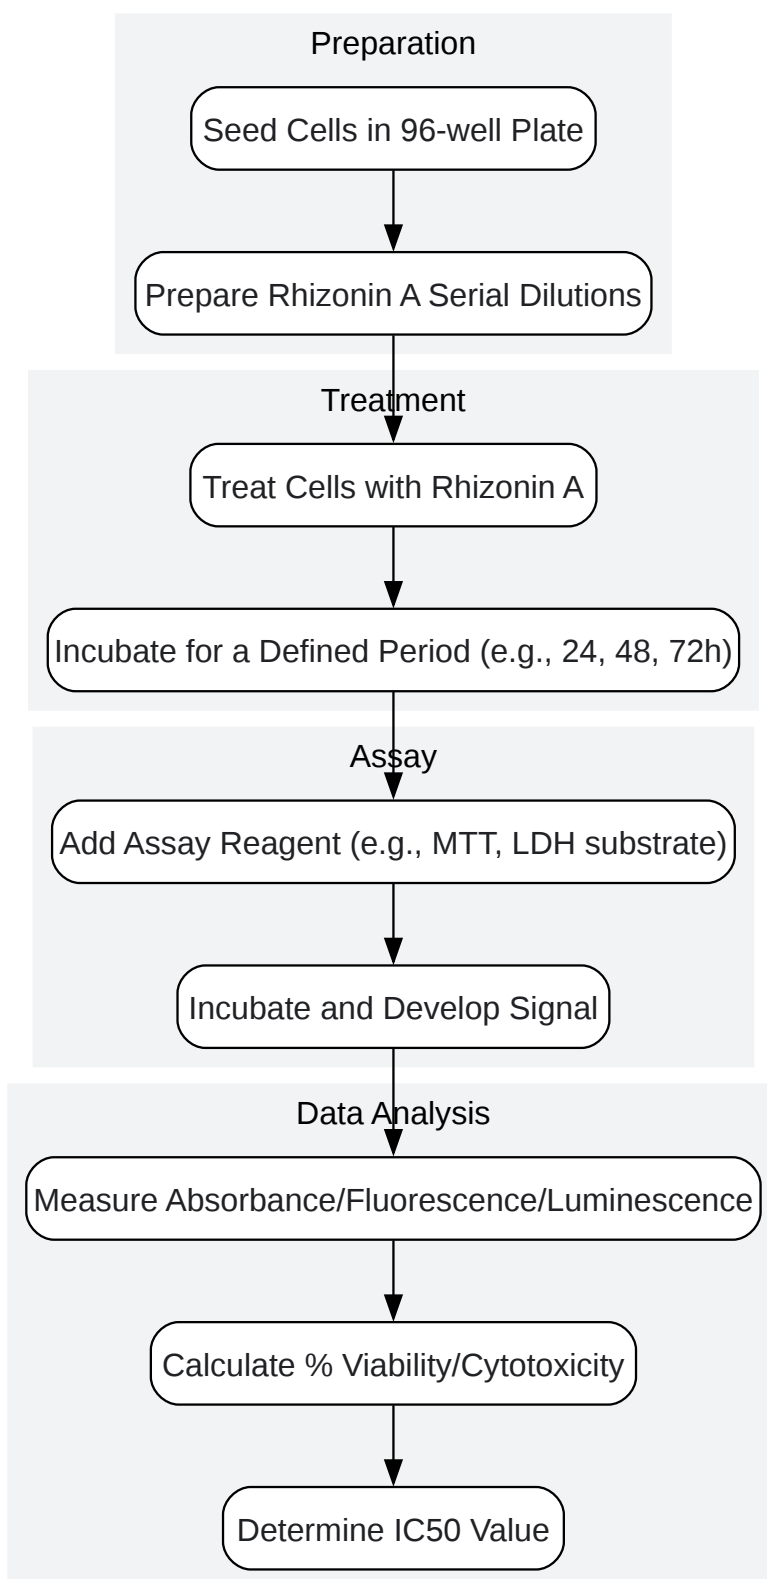 Preparation
Seed Cells in 96-well Plate
Prepare Rhizonin A Serial Dilutions
Treatment
Treat Cells with Rhizonin A
Incubate for a Defined Period (e.g., 24, 48, 72h)
Assay
Add Assay Reagent (e.g., MTT, LDH substrate)
Incubate and Develop Signal
Data Analysis
Measure Absorbance/Fluorescence/Luminescence
Calculate % Viability/Cytotoxicity
Determine IC50 Value